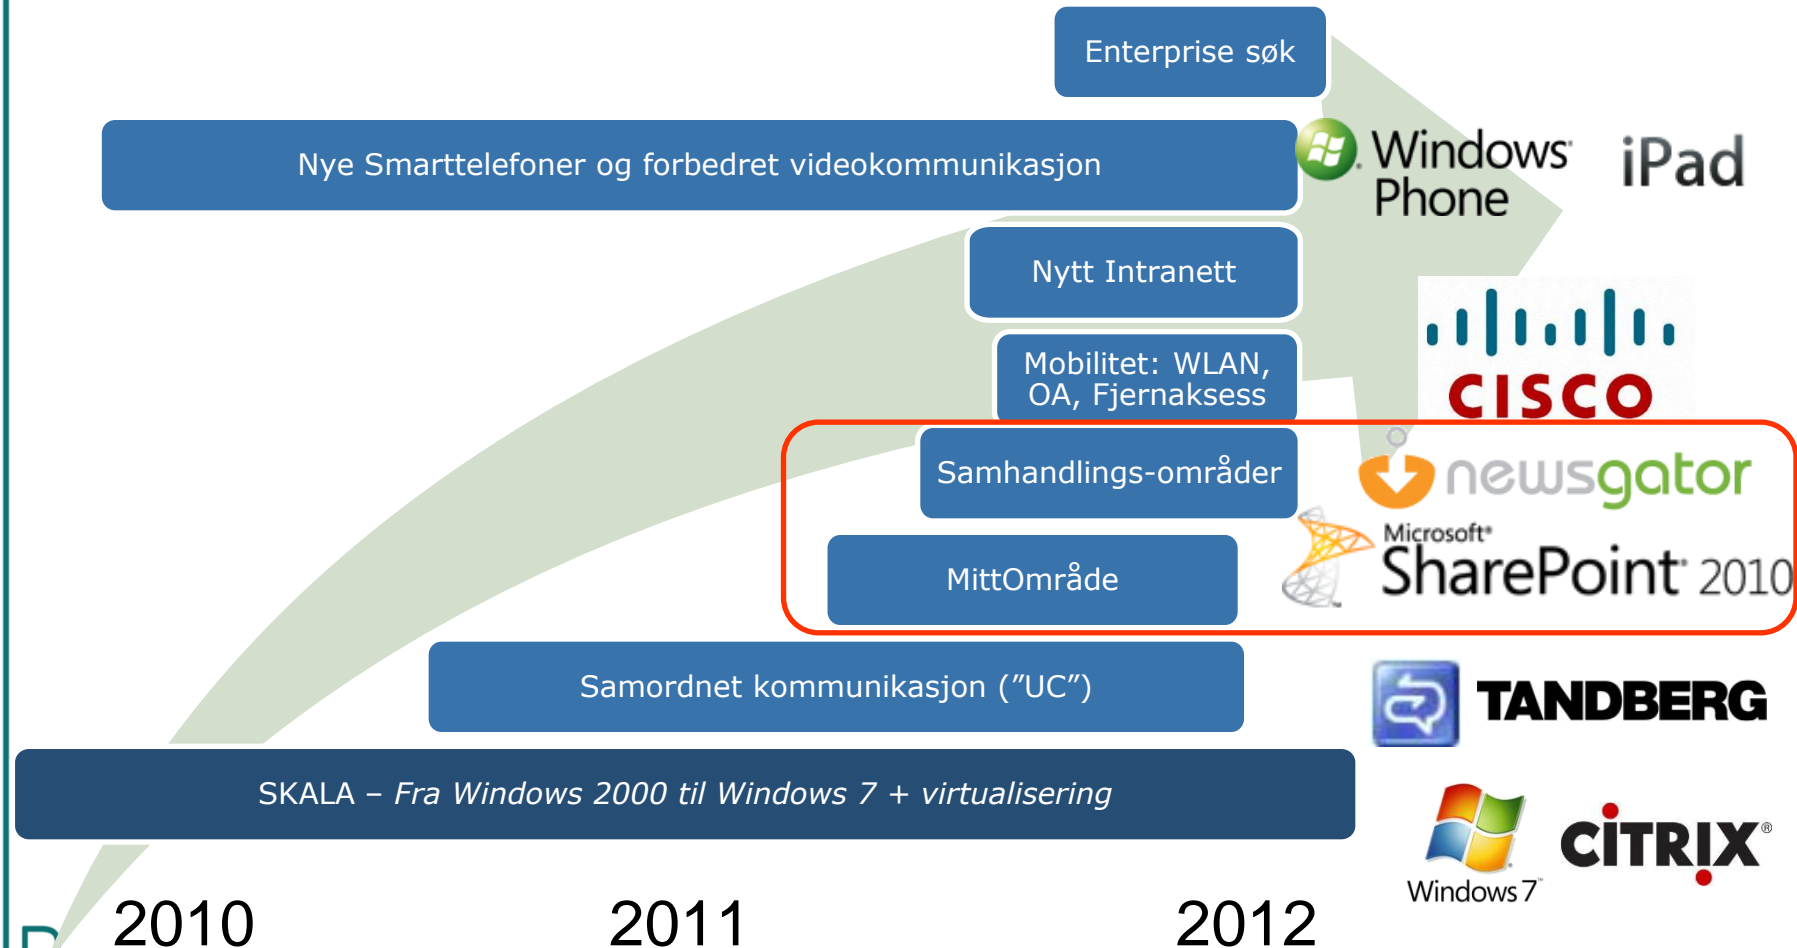 Enterprise søk
Nye Smarttelefoner og forbedret videokommunikasjon
Windows
Phone
iPad
Nytt Intranett
Mobilitet: WLAN,
OA, Fjernaksess
CISCO
Samhandlings-områder
newsgator
MittOmråde
Microsoft®
SharePoint 2010
Samordnet kommunikasjon (”UC”)
TANDBERG
SKALA – Fra Windows 2000 til Windows 7 + virtualisering
Windows 7™
CITRIX®
2010
2011
2012